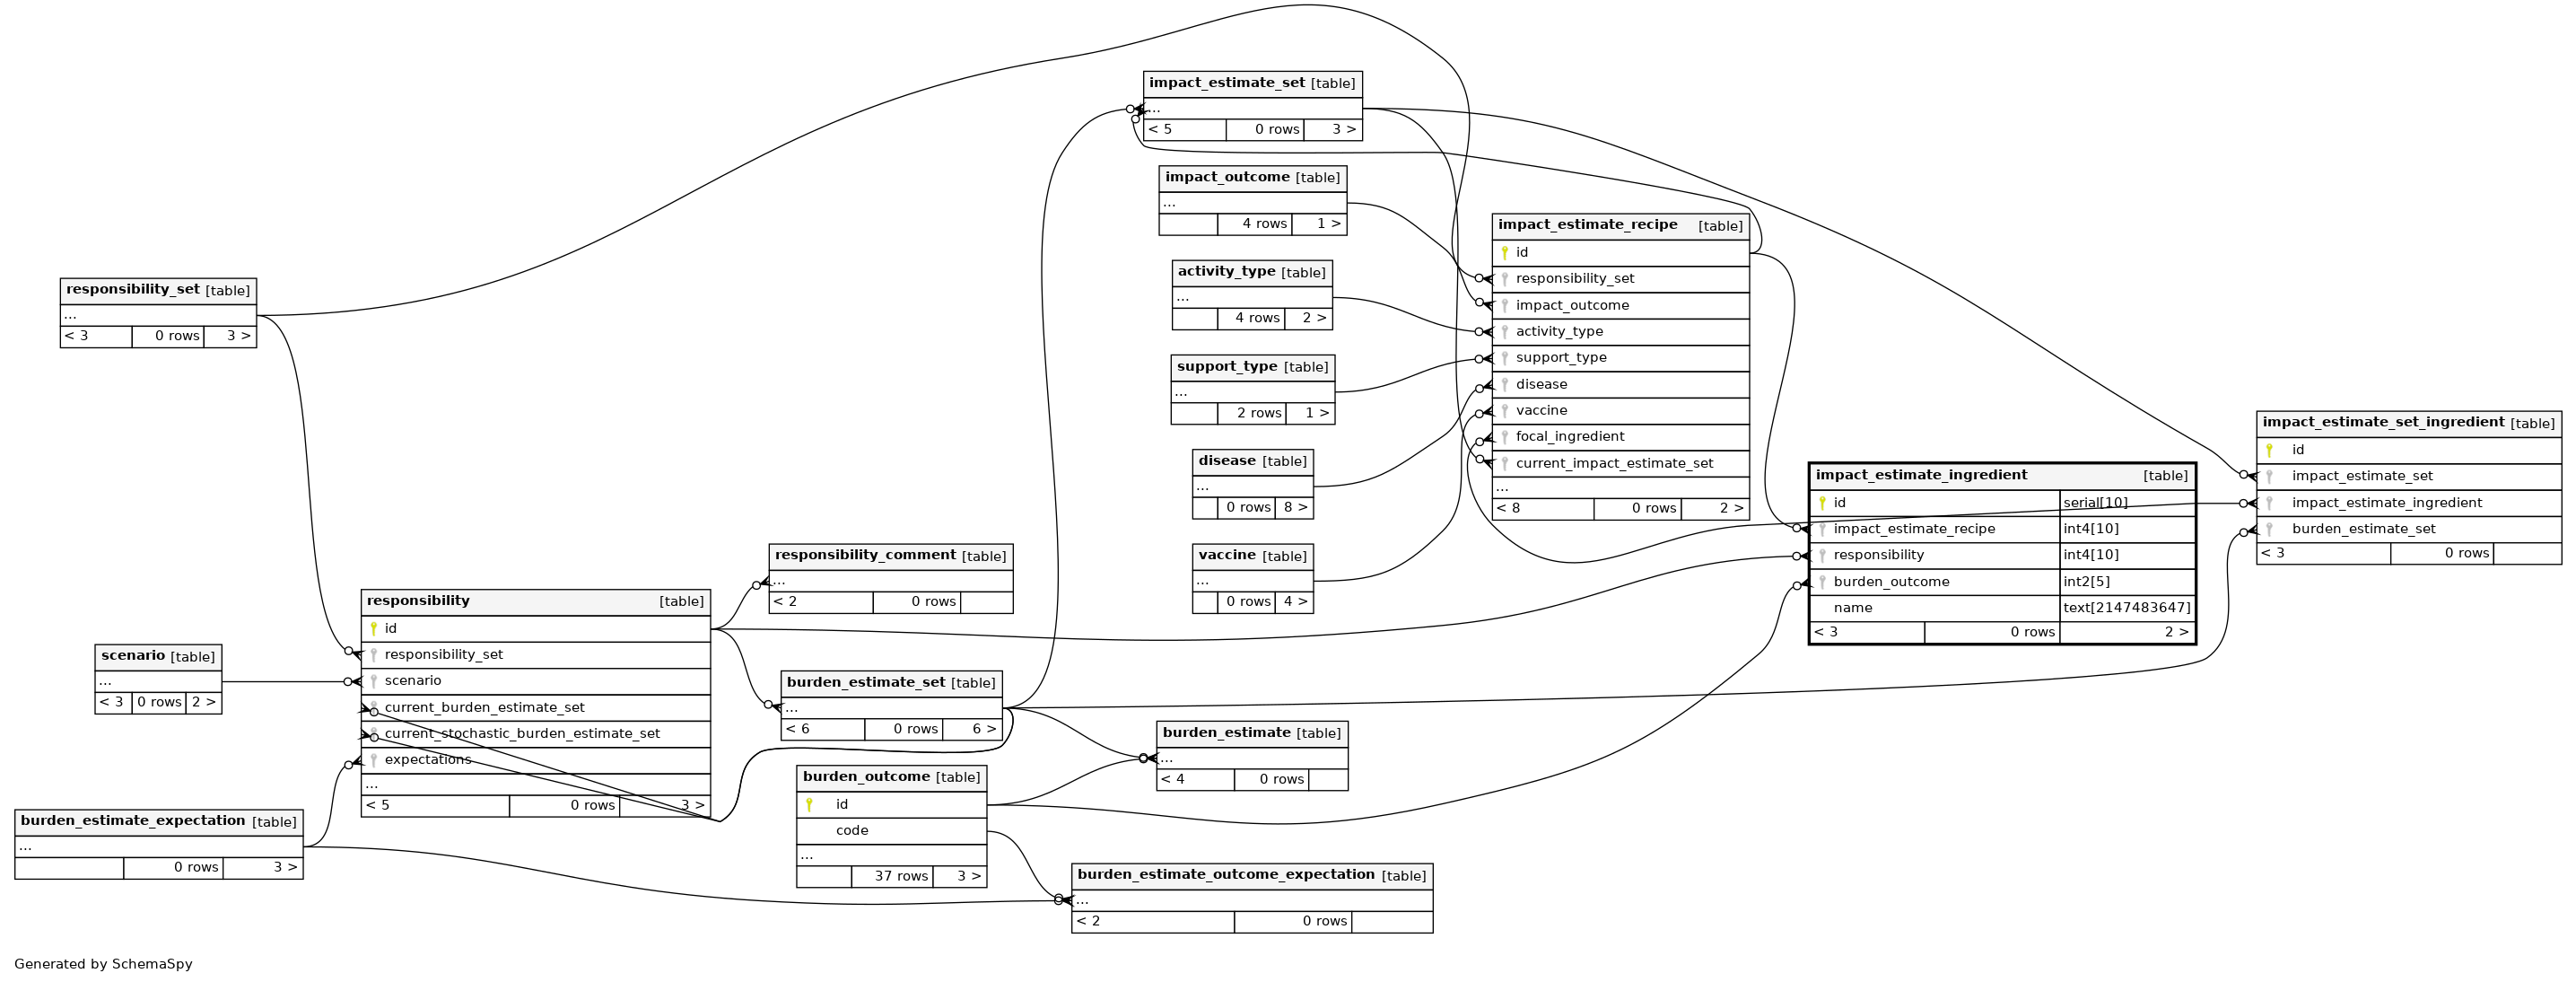 impact_estimate_set [table]
...
< 5 0 rows 3 >
impact_outcome [table]
...
4 rows 1 >
activity_type [table]
...
4 rows 2 >
support_type [table]
...
2 rows 1 >
disease [table]
...
0 rows 8 >
vaccine [table]
...
0 rows 4 >
impact_estimate_recipe [table]
id
responsibility_set
impact_outcome
activity_type
support_type
disease
vaccine
focal_ingredient
current_impact_estimate_set
...
< 8 0 rows 2 >
responsibility_set [table]
...
< 3 0 rows 3 >
impact_estimate_set_ingredient [table]
id
impact_estimate_set
impact_estimate_ingredient
burden_estimate_set
< 3 0 rows
impact_estimate_ingredient [table]
id serial[10]
impact_estimate_recipe int4[10]
responsibility int4[10]
burden_outcome int2[5]
name text[2147483647]
< 3 0 rows 2 >
responsibility_comment [table]
...
< 2 0 rows
responsibility [table]
id
responsibility_set
scenario
current_burden_estimate_set
current_stochastic_burden_estimate_set
expectations
...
< 5 0 rows 3 >
scenario [table]
...
< 3 0 rows 2 >
burden_estimate_set [table]
...
< 6 0 rows 6 >
burden_estimate [table]
...
< 4 0 rows
burden_outcome [table]
id
code
...
37 rows 3 >
burden_estimate_expectation [table]
...
0 rows 3 >
burden_estimate_outcome_expectation [table]
...
< 2 0 rows
Generated by SchemaSpy